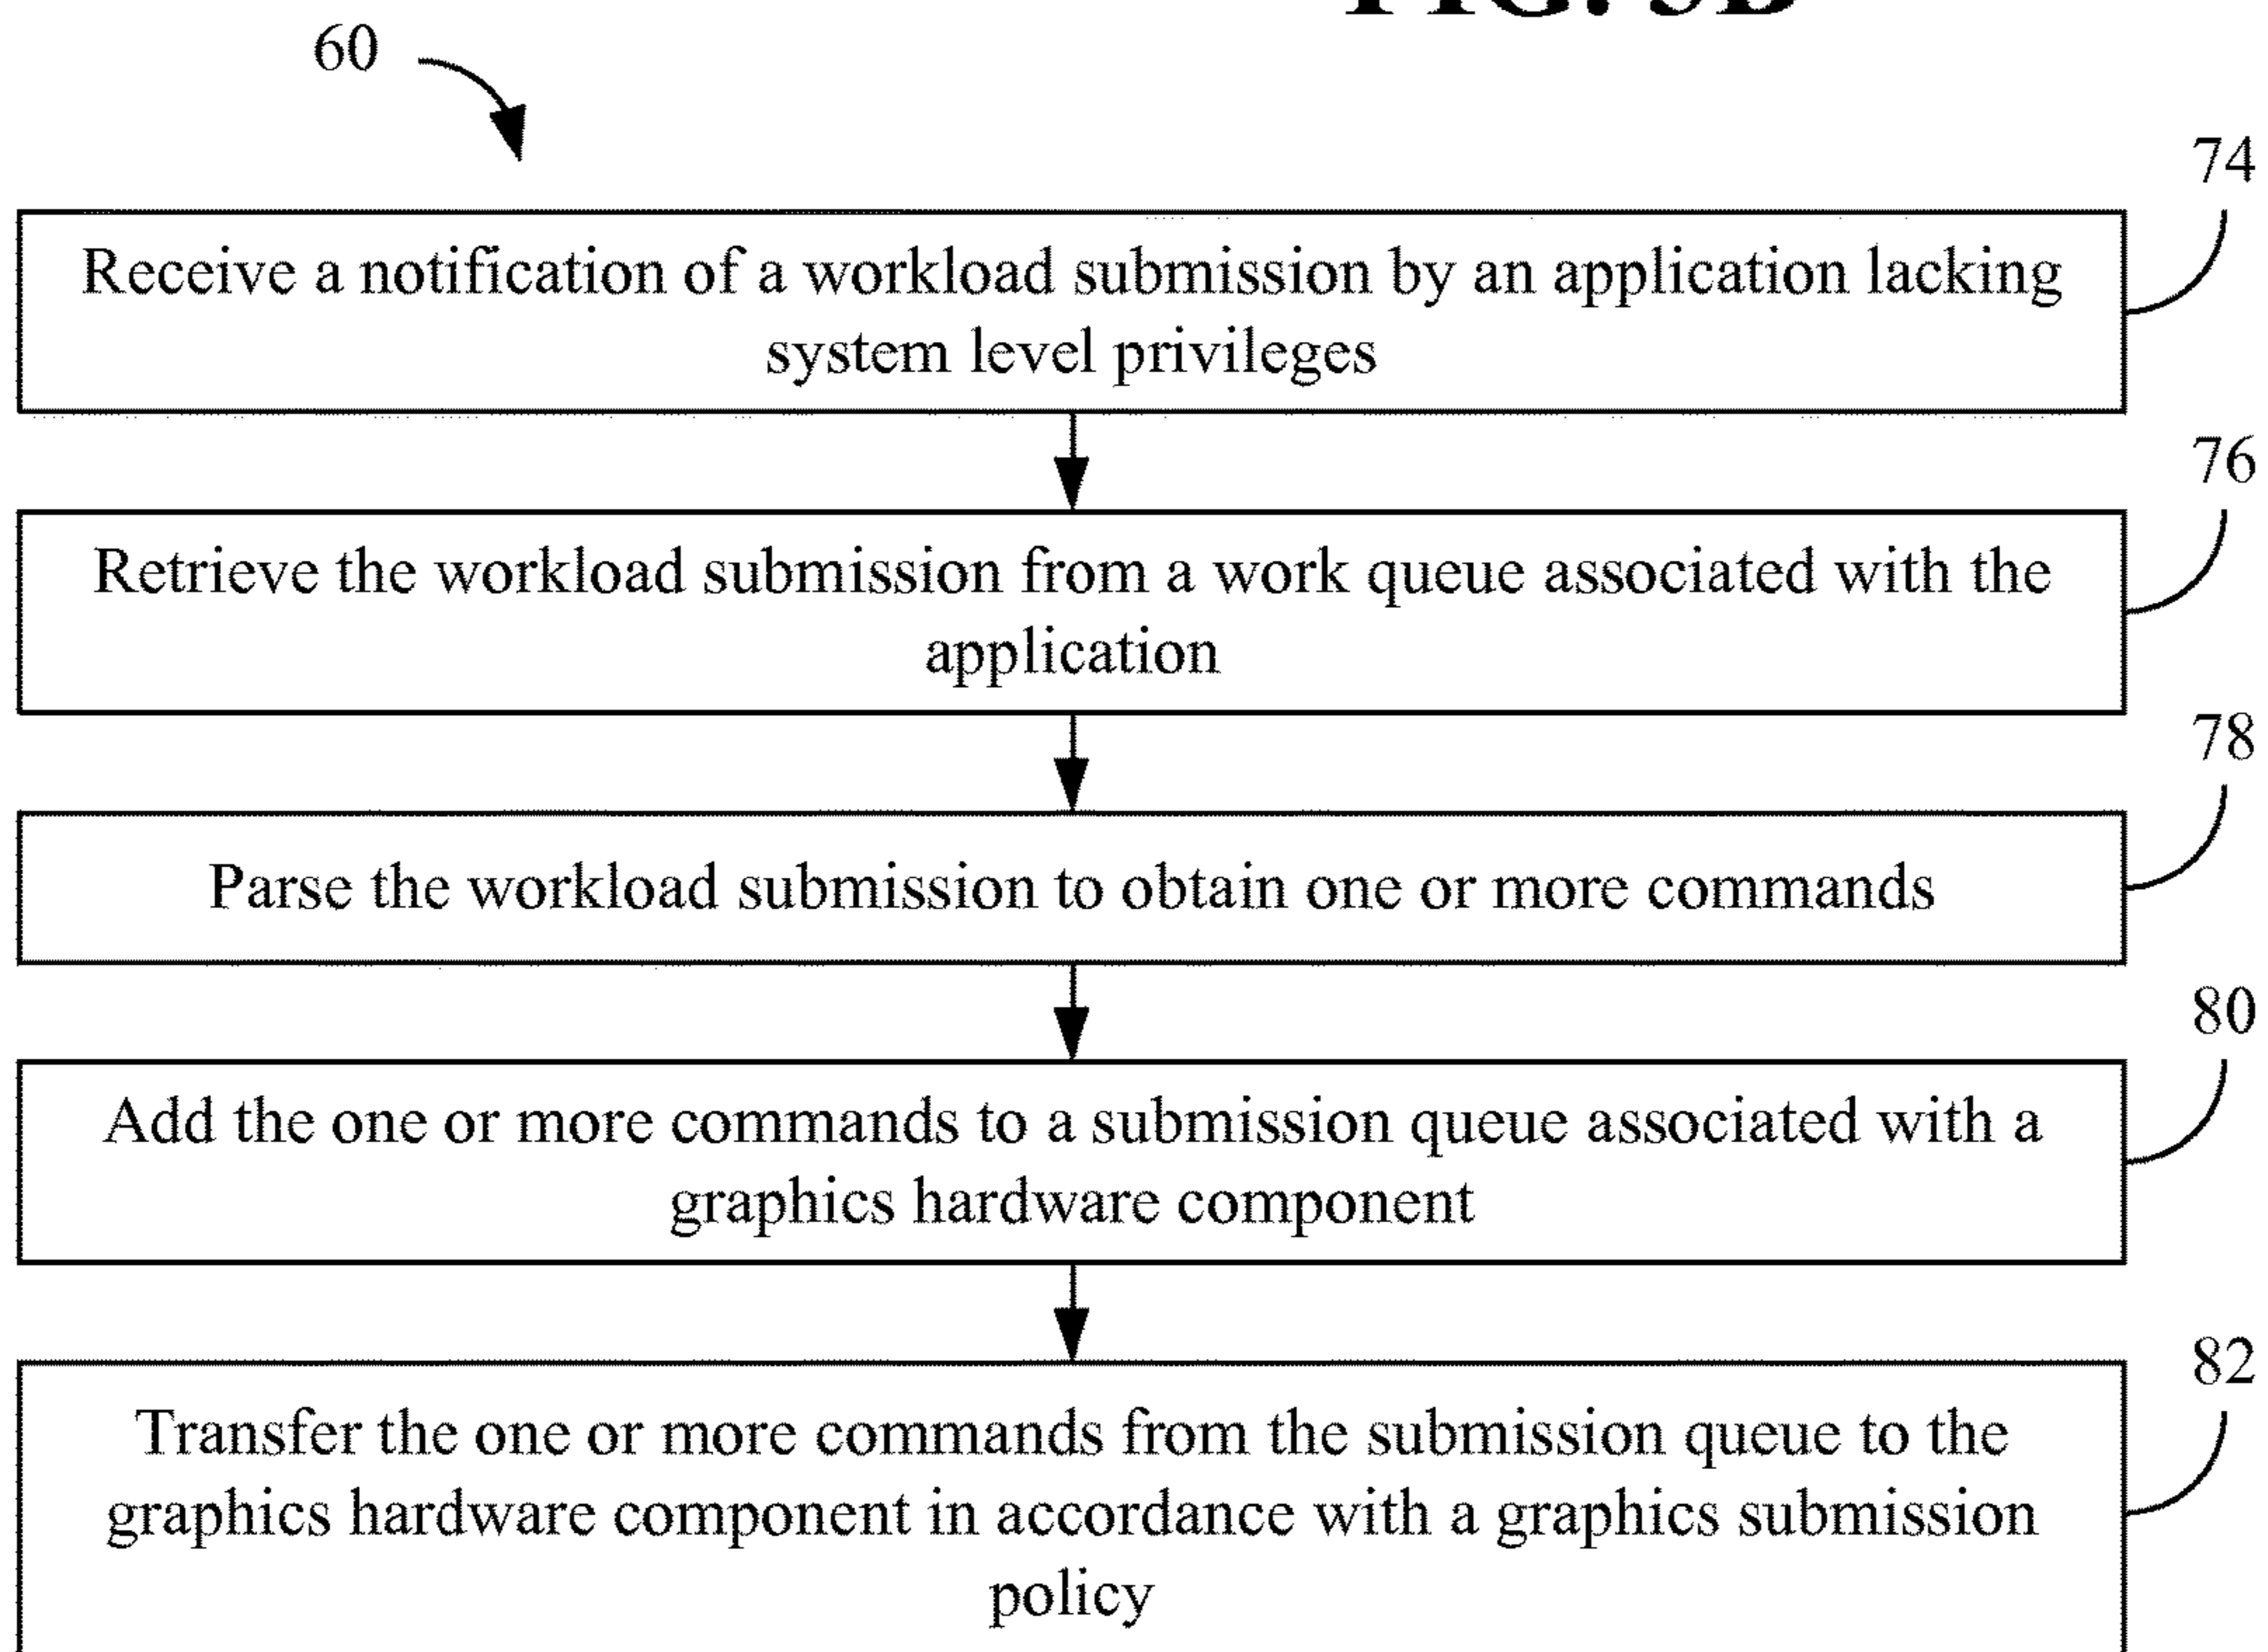 60
74
Receive a notification of a workload submission by an application lacking
system level privileges
76
Retrieve the workload submission from a work queue associated with the
application
78
Parse the workload submission to obtain one or more commands
80
Add the one or more commands to a submission queue associated with a
graphics hardware component
82
Transfer the one or more commands from the submission queue to the
graphics hardware component in accordance with a graphics submission
policy